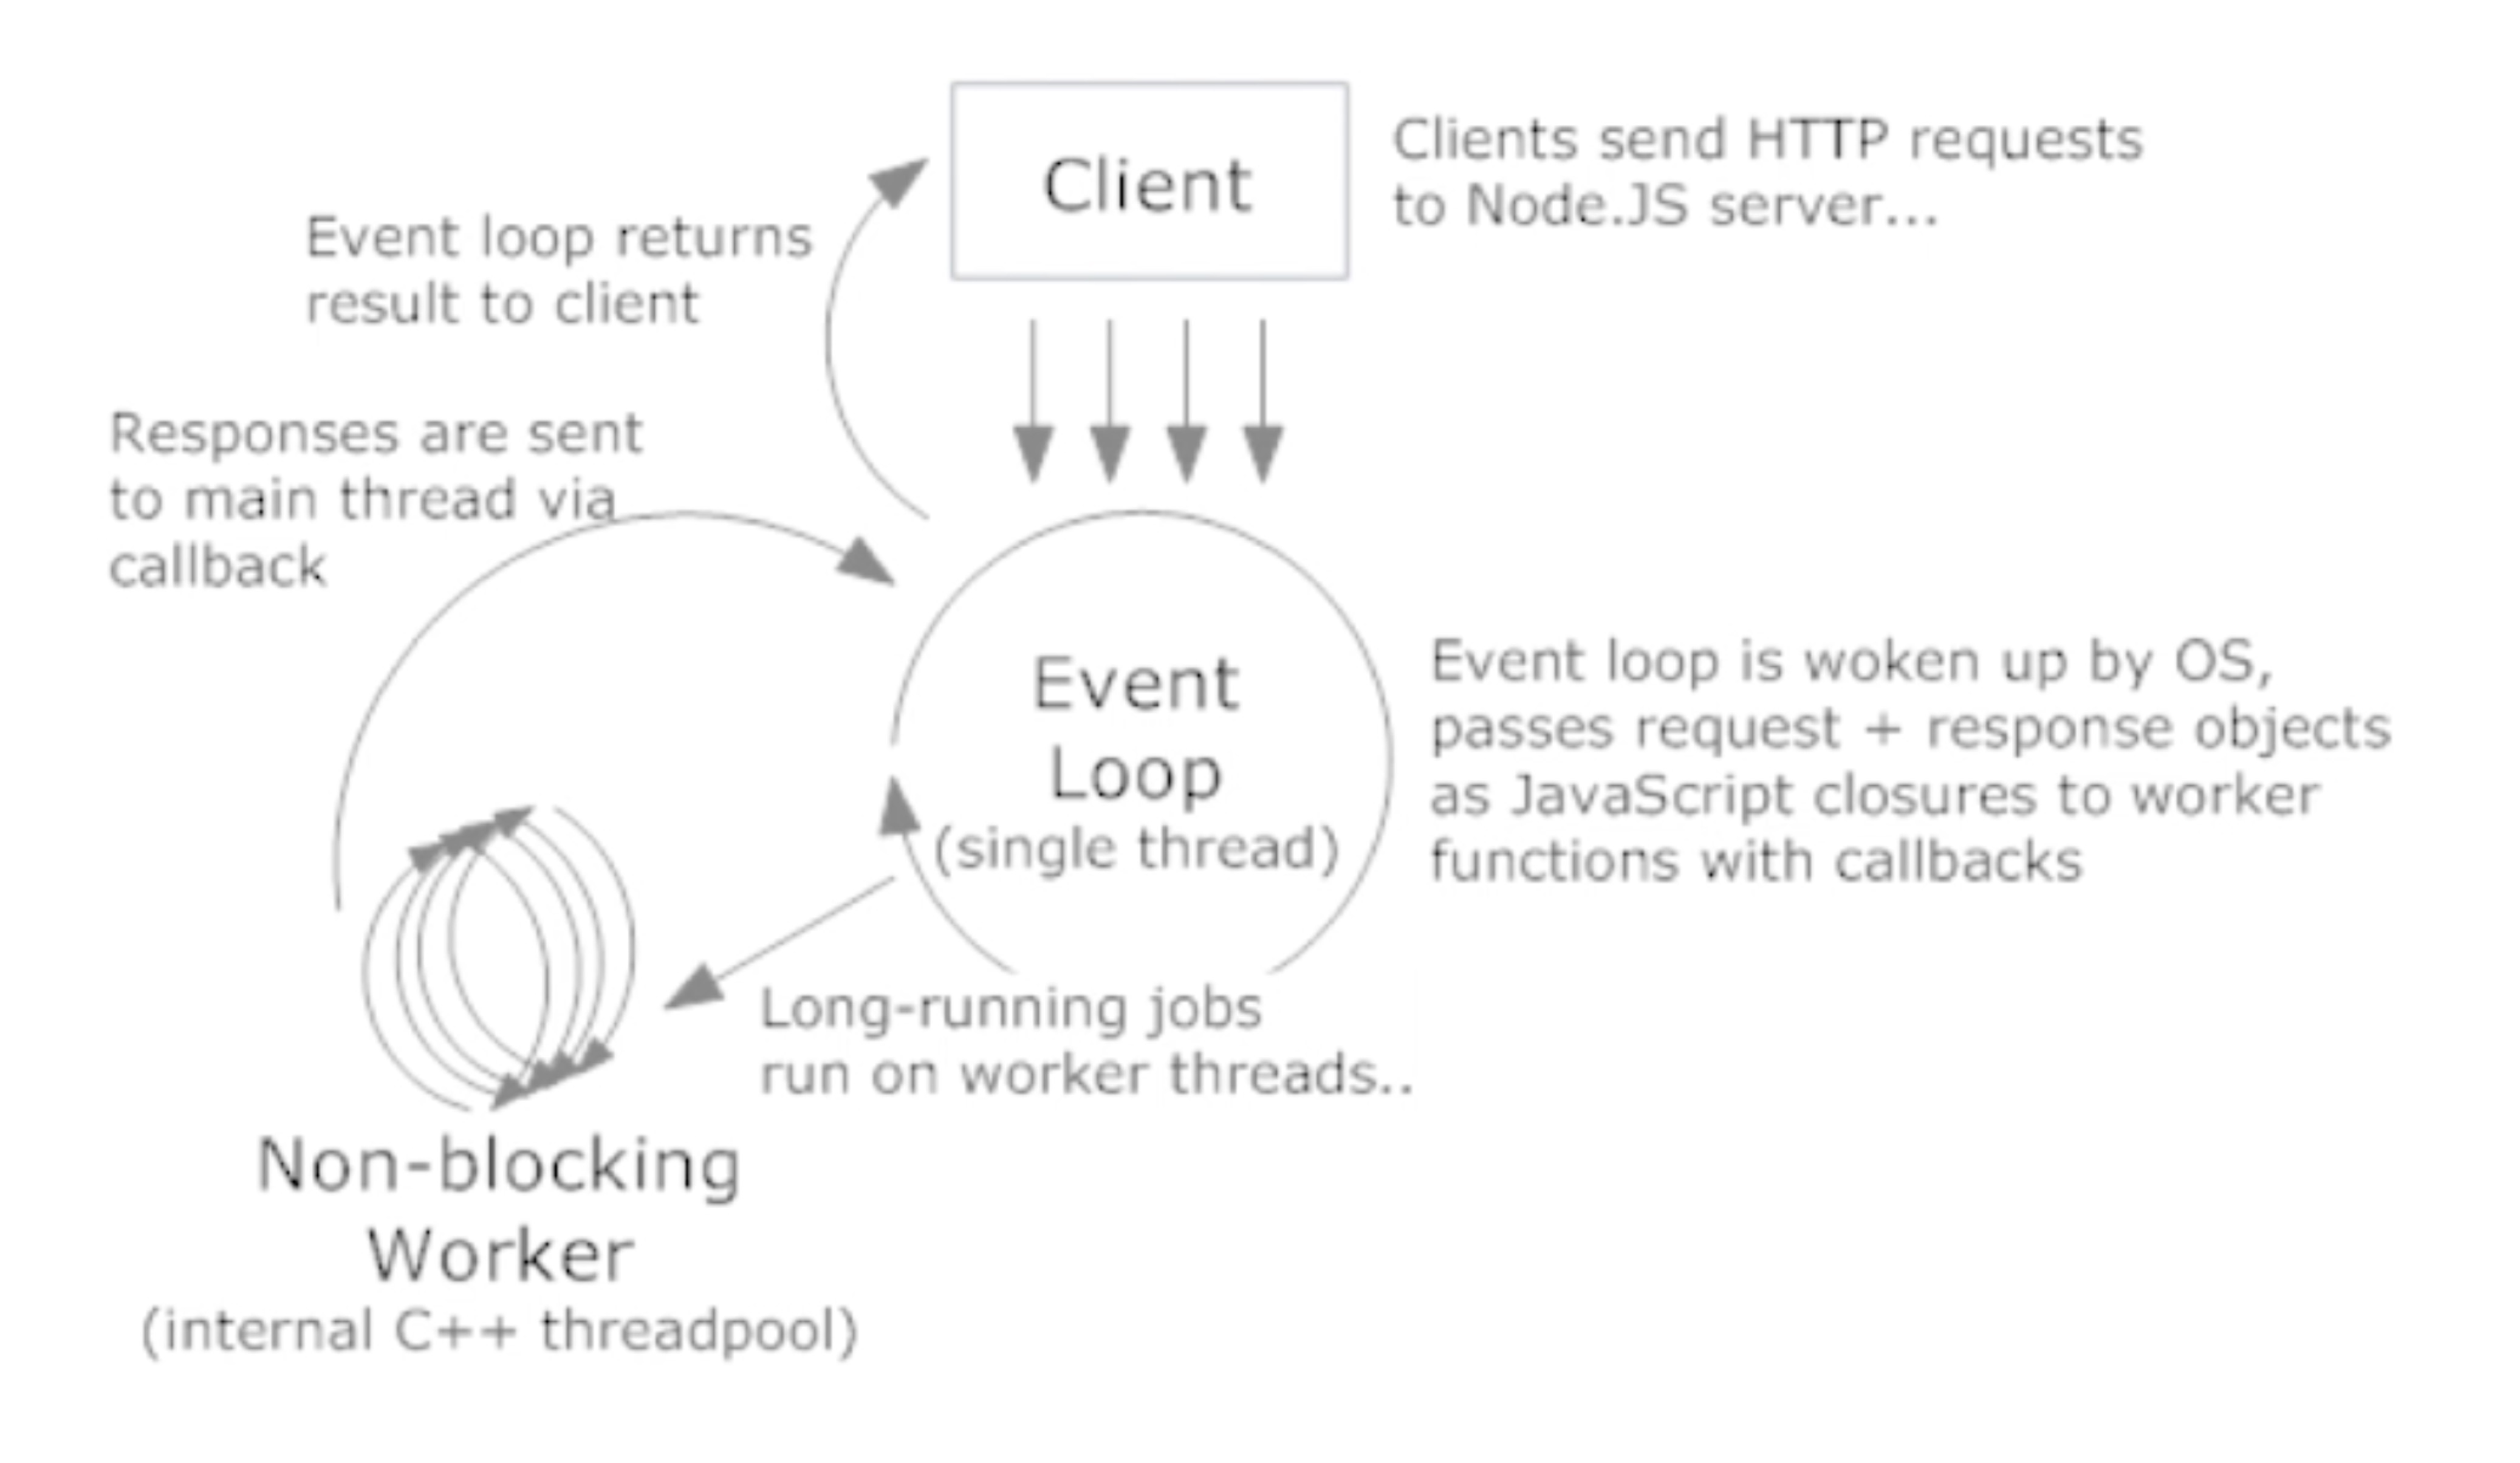 Client
Clients send HTTP requests
to Node.JS server...
Event loop returns
result to client
Responses are sent
to main thread via
callback
Event
Loop
(single thread)
Event loop is woken up by OS,
passes request + response objects
as JavaScript closures to worker
functions with callbacks
Long-running jobs
run on worker threads..
Non-blocking
Worker
(internal C++ threadpool)